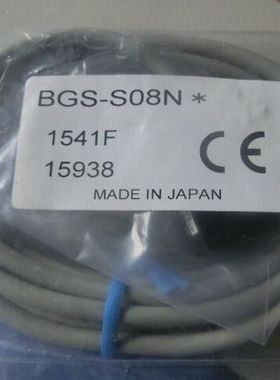 BGS-S08N *
1541F
15938
CE
MADE IN JAPAN